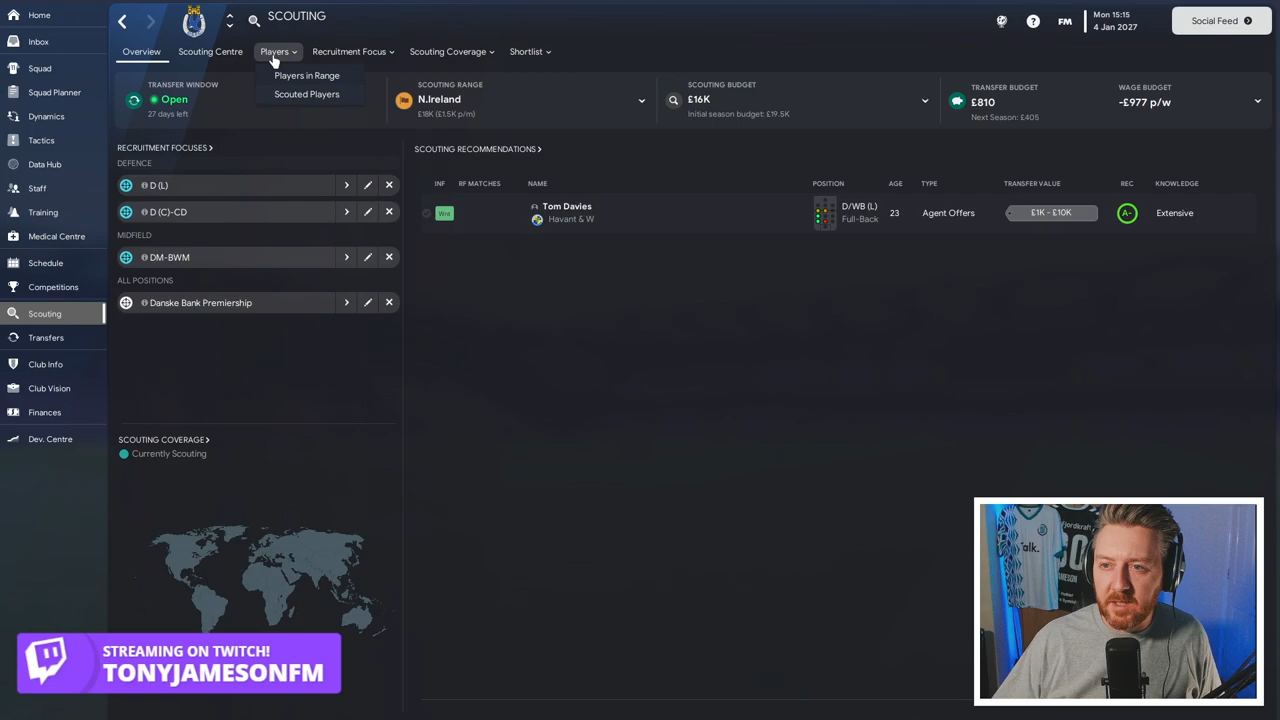 Home
SCOUTING
Mon 15:15
4 Jan 2027
FM
Social Feed
Inbox
Squad
Squad Planner
Dynamics
Tactics
Data Hub
Staff
Training
Medical Centre
Schedule
Competitions
Scouting
Transfers
Club Info
Club Vision
Finances
Dev. Centre
Overview
Scouting Centre
Players
Recruitment Focus
Scouting Coverage
Shortlist
Players in Range
Scouted Players
TRANSFER WINDOW
Open
27 days left
SCOUTING RANGE
N.Ireland
£18K (£1.5K p/m)
SCOUTING BUDGET
£16K
Initial season budget: £19.5K
TRANSFER BUDGET
£810
Next Season: £405
WAGE BUDGET
-£977 p/w
RECRUITMENT FOCUSES
DEFENCE
D (L)
D (C)-CD
MIDFIELD
DM-BWM
ALL POSITIONS
Danske Bank Premiership
SCOUTING COVERAGE
Currently Scouting
SCOUTING RECOMMENDATIONS
INF RF MATCHES NAME POSITION AGE TYPE TRANSFER VALUE REC KNOWLEDGE
Wnt Tom Davies
Havant & W
D/WB (L)
Full-Back
23 Agent Offers £1K - £10K A- Extensive
STREAMING ON TWITCH!
TONYJAMESONFM
Talk.
fjordkraft
JAMESON